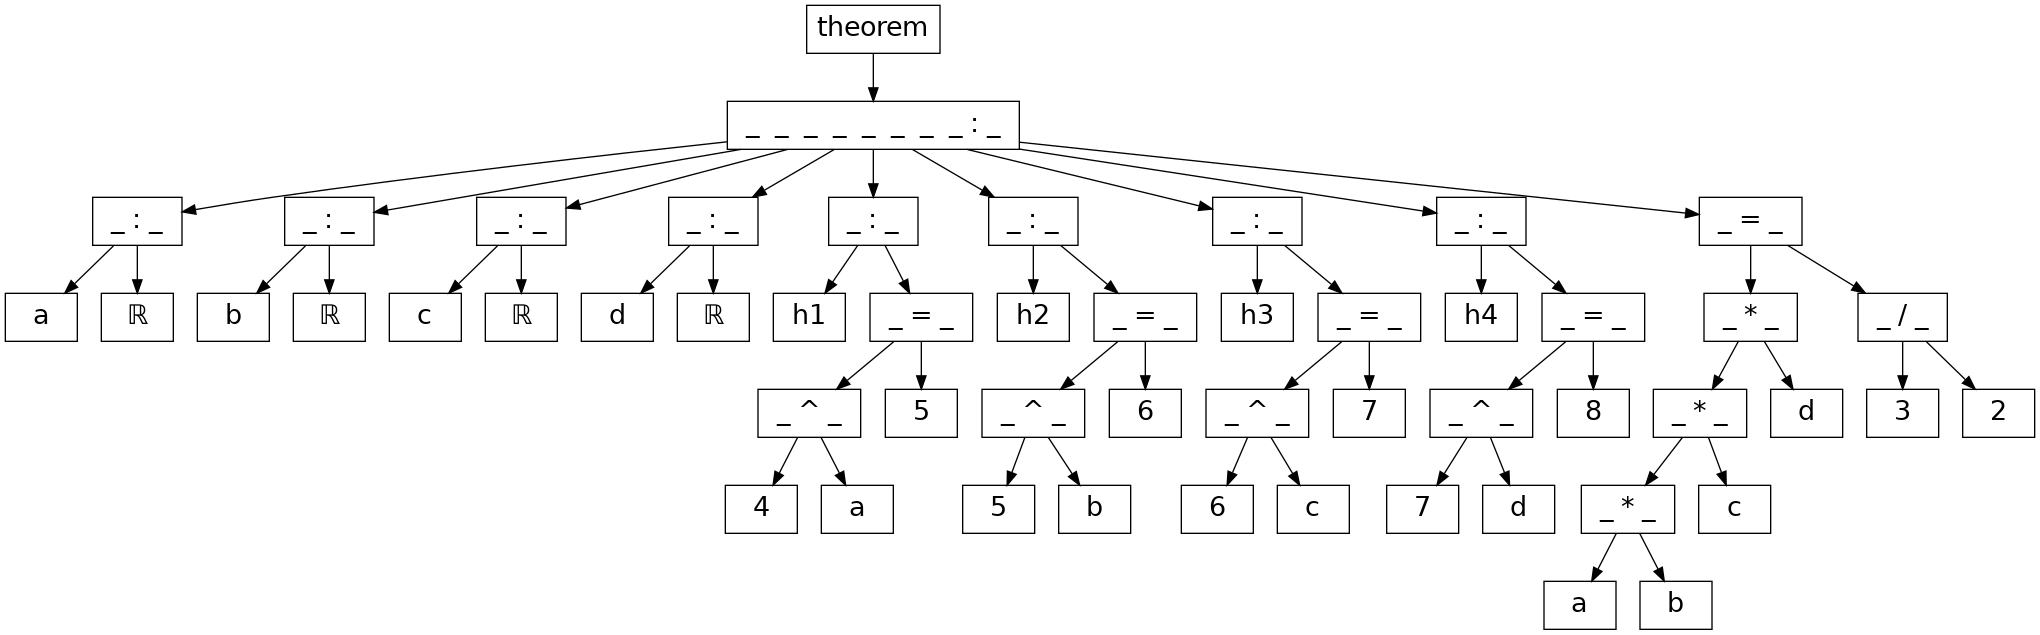 theorem
_ _ _ _ _ _ _ _ : _
_ : _ _ : _ _ : _ _ : _ _ : _ _ : _ _ : _ _ : _ _ = _
a ℝ b ℝ c ℝ d ℝ h1 _ = _ h2 _ = _ h3 _ = _ h4 _ = _ _ * _ _ / _
_ ^ _ 5 _ ^ _ 6 _ ^ _ 7 _ ^ _ 8 _ * _ d 3 2
4 a 5 b 6 c 7 d _ * _ c
a b